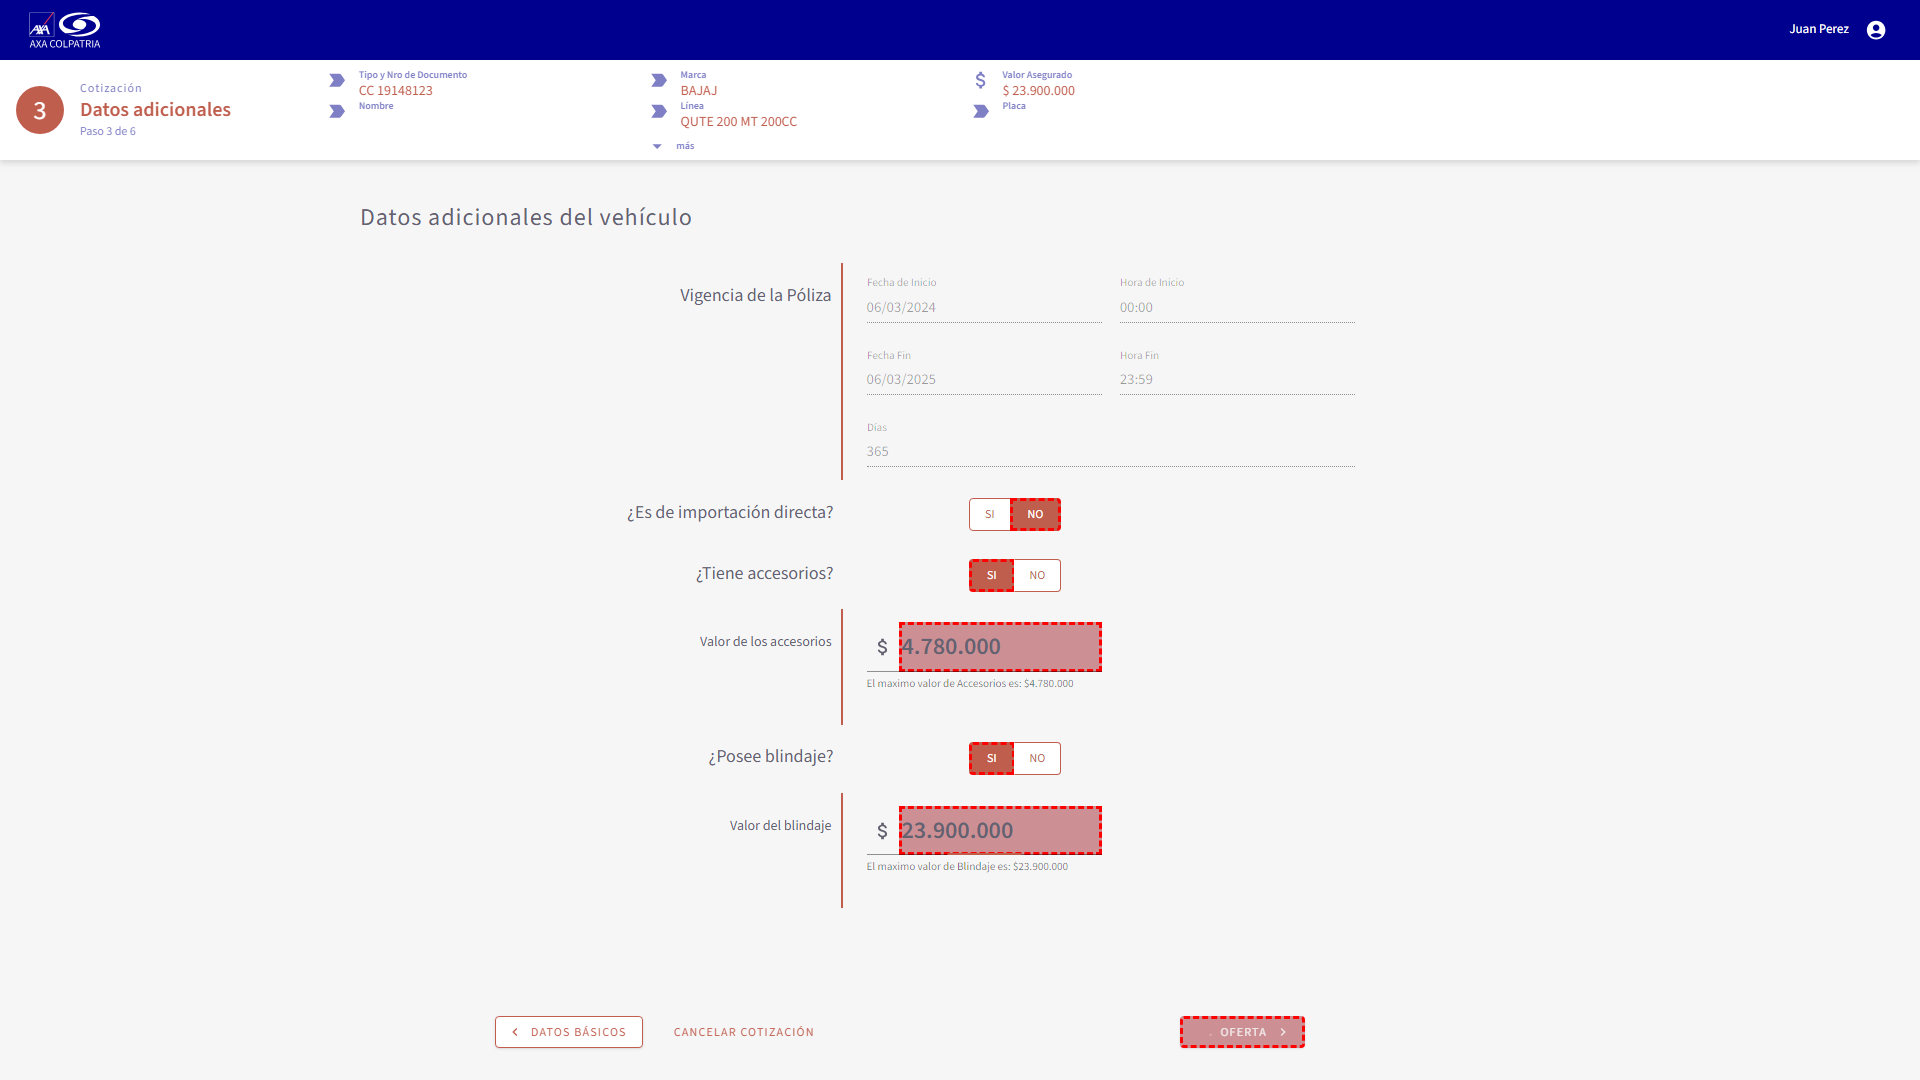 AXA
AXA COLPATRIA
Juan Perez
3
Cotización
Datos adicionales
Paso 3 de 6
Tipo y Nro de Documento
CC 19148123
Nombre
Marca
BAJAJ
Línea
QUTE 200 MT 200CC
más
Valor Asegurado
$ 23.900.000
Placa
Datos adicionales del vehículo
Vigencia de la Póliza
Fecha de Inicio
06/03/2024
Hora de Inicio
00:00
Fecha Fin
06/03/2025
Hora Fin
23:59
Días
365
¿Es de importación directa?
SI NO
¿Tiene accesorios?
SI NO
Valor de los accesorios
$ 4.780.000
El maximo valor de Accesorios es: $4.780.000
¿Posee blindaje?
SI NO
Valor del blindaje
$ 23.900.000
El maximo valor de Blindaje es: $23.900.000
DATOS BÁSICOS
CANCELAR COTIZACIÓN
OFERTA